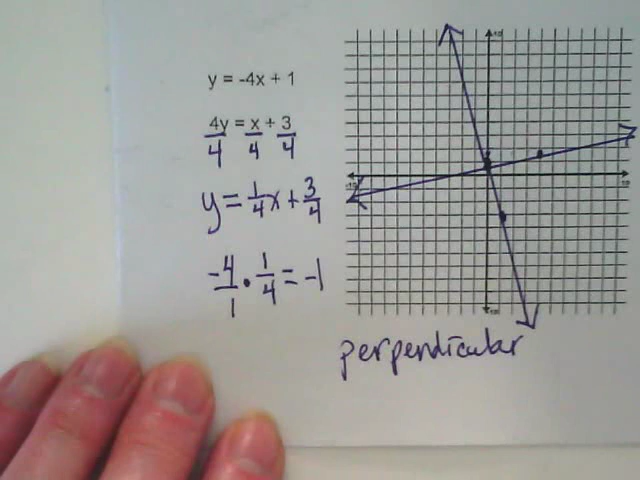 y = -4x + 1
4y/4 = x/4 + 3/4
y = 1/4x + 3/4
-4/1 · 1/4 = -1
perpendicular